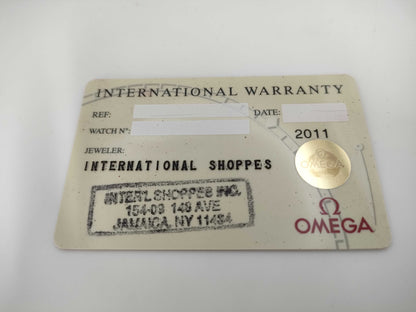 INTERNATIONAL WARRANTY
REF:
DATE:
WATCH N°:
2011
JEWELER:
INTERNATIONAL SHOPPES
INTER'L SHOPPES INC.
154-09 146 AVE
JAMAICA, NY 11434
Ω
OMEGA